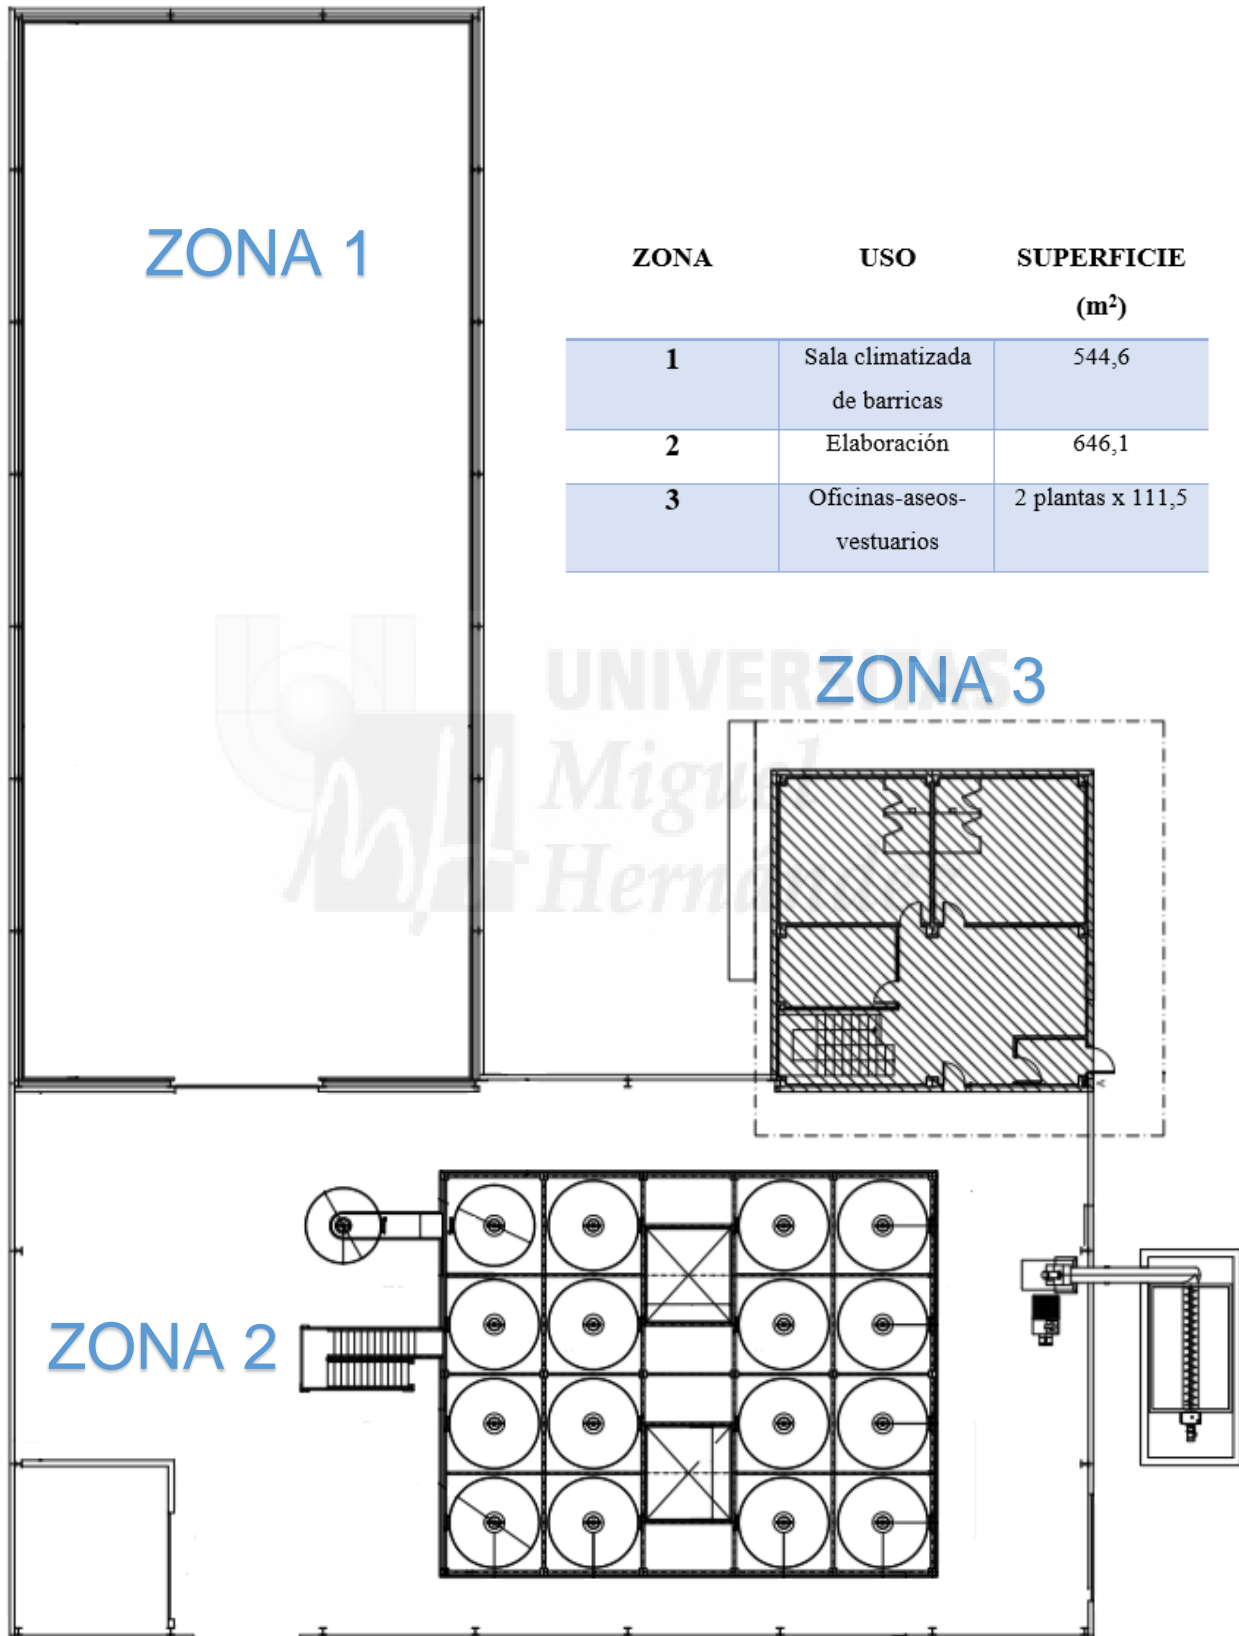 ZONA 1
ZONA USO SUPERFICIE
(m²)
1 Sala climatizada 544,6
de barricas
2 Elaboración 646,1
3 Oficinas-aseos- 2 plantas x 111,5
vestuarios
UNIVERSITAS
ZONA 3
Miguel
Hernández
ZONA 2
A